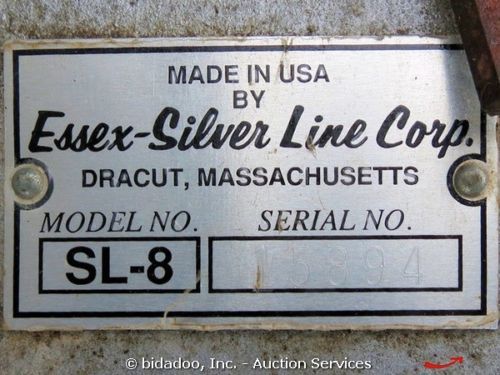 MADE IN USA
BY
Essex-Silver Line Corp.
DRACUT, MASSACHUSETTS
MODEL NO. SERIAL NO.
SL-8 15894
© bidadoo, Inc. - Auction Services